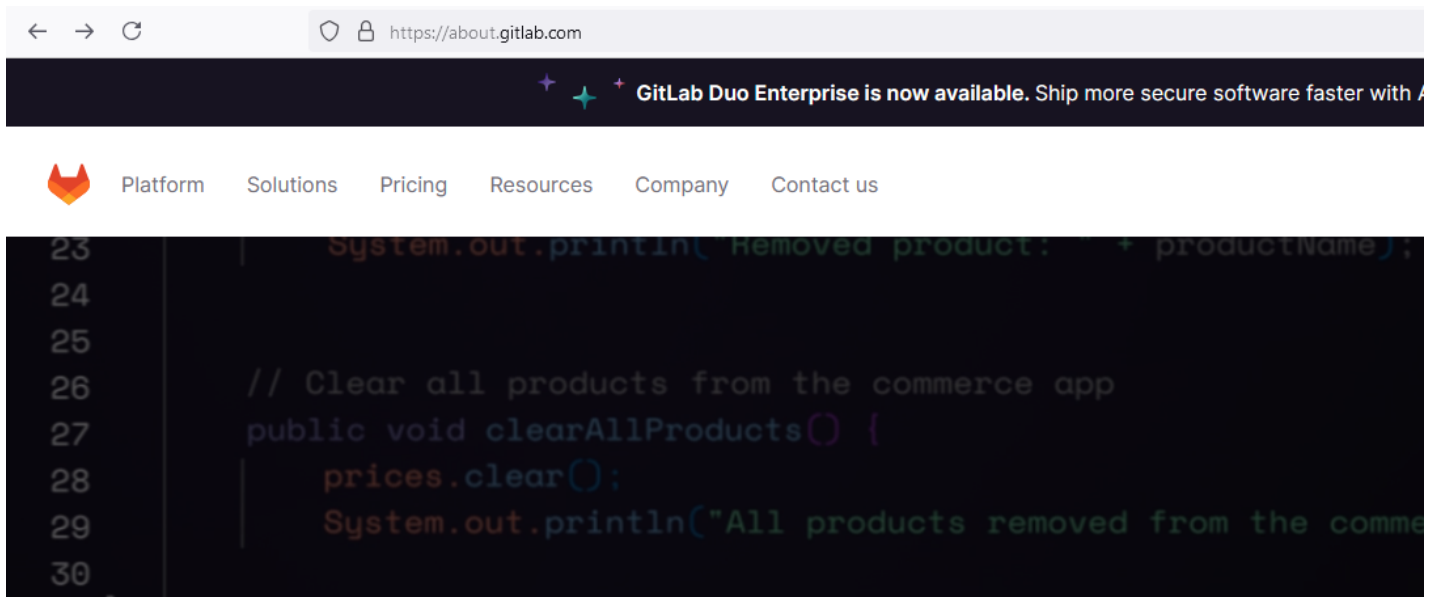 https://about.gitlab.com
GitLab Duo Enterprise is now available. Ship more secure software faster with
Platform Solutions Pricing Resources Company Contact us
23 System.out.println("Removed product: " + productName);
24
25
26 // Clear all products from the commerce app
27 public void clearAllProducts() {
28 prices.clear();
29 System.out.println("All products removed from the comme
30